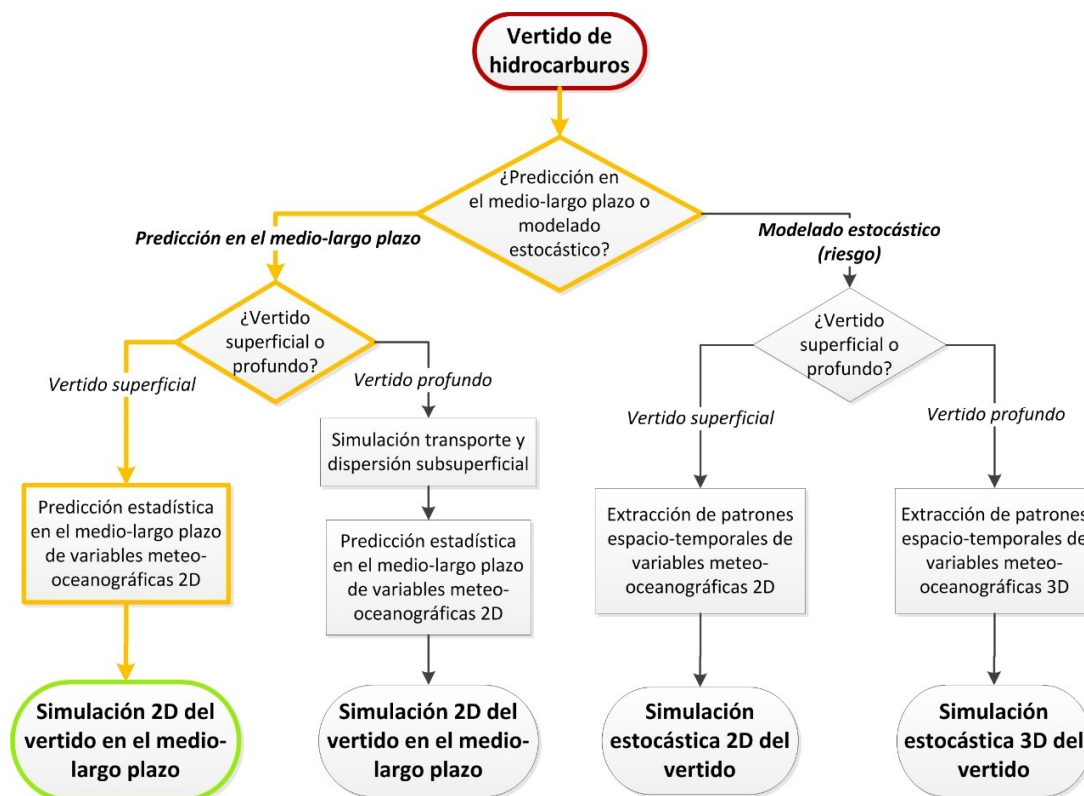 Vertido de
hidrocarburos
¿Predicción en
el medio-largo plazo o
modelado
estocástico?
Predicción en el medio-largo plazo
Modelado estocástico
(riesgo)
¿Vertido
superficial o
profundo?
¿Vertido
superficial o
profundo?
Vertido superficial
Vertido profundo
Vertido superficial
Vertido profundo
Simulación transporte y
dispersión subsuperficial
Predicción estadística
en el medio-largo plazo
de variables meteo-
oceanográficas 2D
Predicción estadística
en el medio-largo plazo
de variables meteo-
oceanográficas 2D
Extracción de patrones
espacio-temporales de
variables meteo-
oceanográficas 2D
Extracción de patrones
espacio-temporales de
variables meteo-
oceanográficas 3D
Simulación 2D del
vertido en el medio-
largo plazo
Simulación 2D del
vertido en el medio-
largo plazo
Simulación
estocástica 2D del
vertido
Simulación
estocástica 3D del
vertido